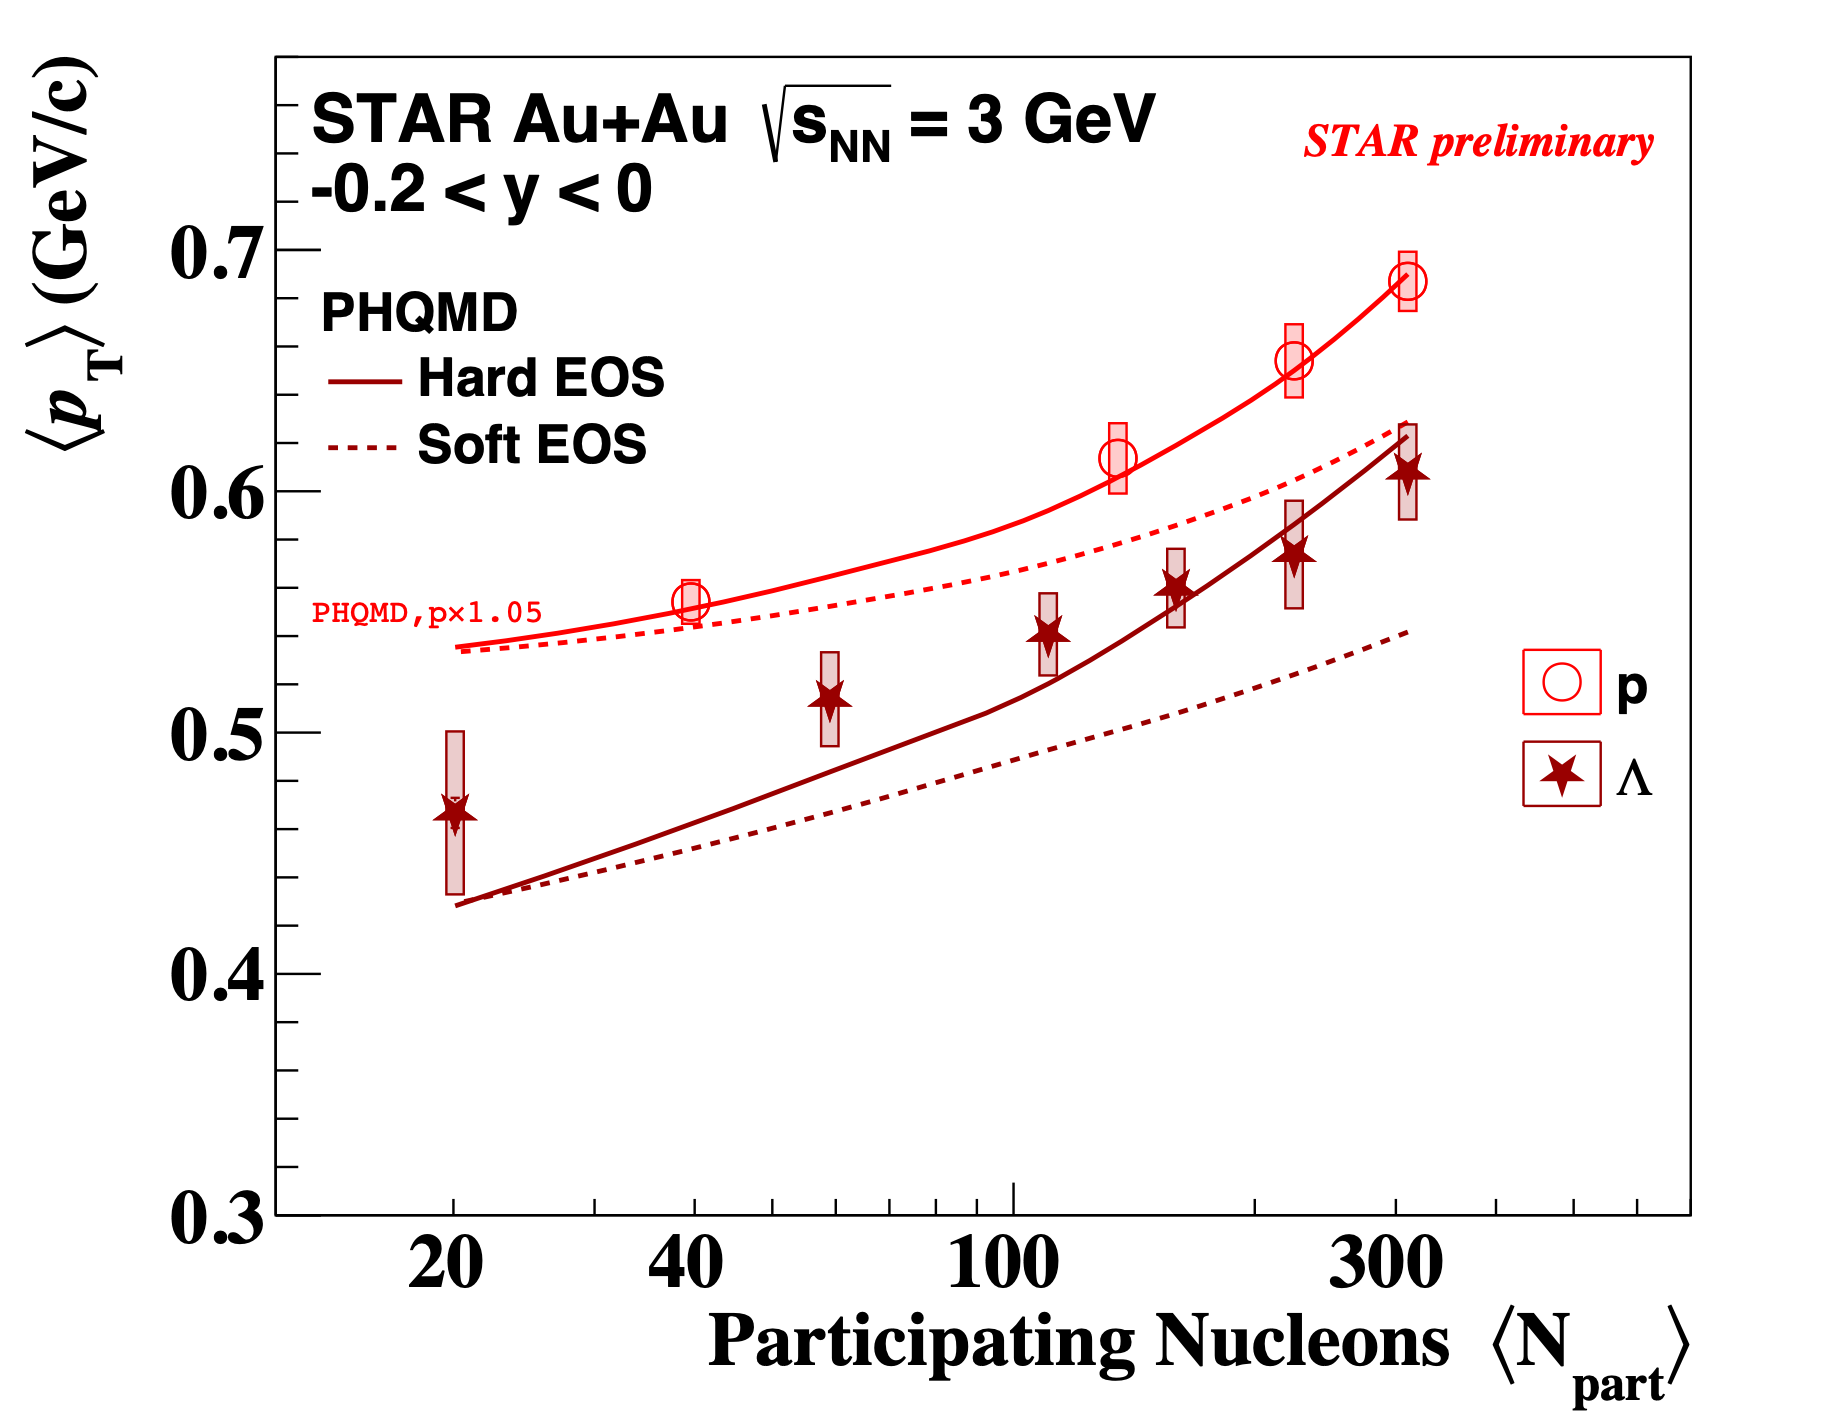 STAR Au+Au √sNN = 3 GeV
-0.2 < y < 0
STAR preliminary
⟨pT⟩ (GeV/c)
PHQMD
Hard EOS
Soft EOS
PHQMD,p×1.05
p
Λ
0.7
0.6
0.5
0.4
0.3
20 40 100 300
Participating Nucleons ⟨Npart⟩